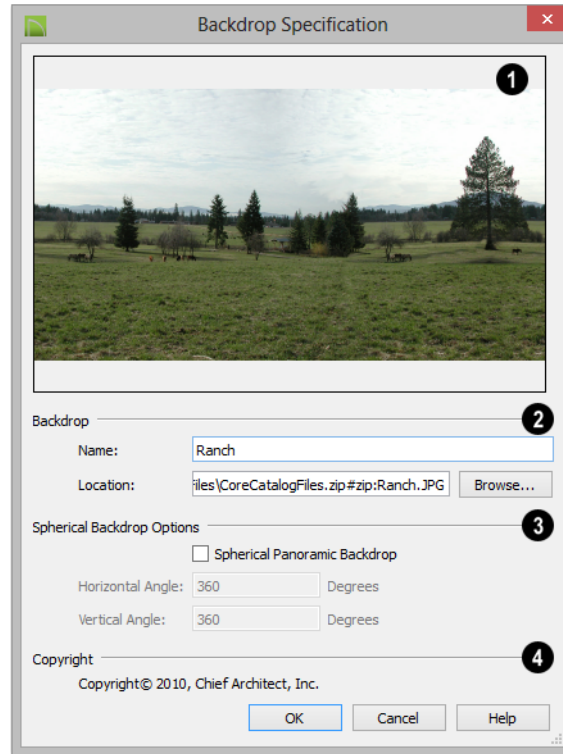 Backdrop Specification
1
Backdrop 2
Name: Ranch
Location: iles\CoreCatalogFiles.zip#zip:Ranch.JPG Browse...
Spherical Backdrop Options 3
Spherical Panoramic Backdrop
Horizontal Angle: 360 Degrees
Vertical Angle: 360 Degrees
Copyright 4
Copyright© 2010, Chief Architect, Inc.
OK Cancel Help